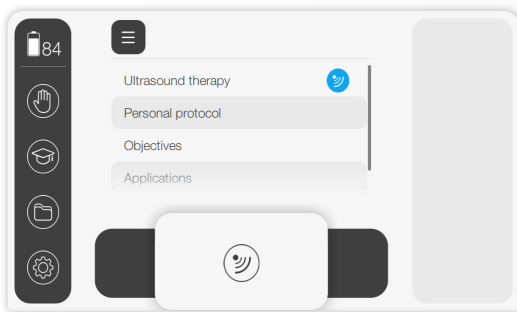 84
Ultrasound therapy
Personal protocol
Objectives
Applications